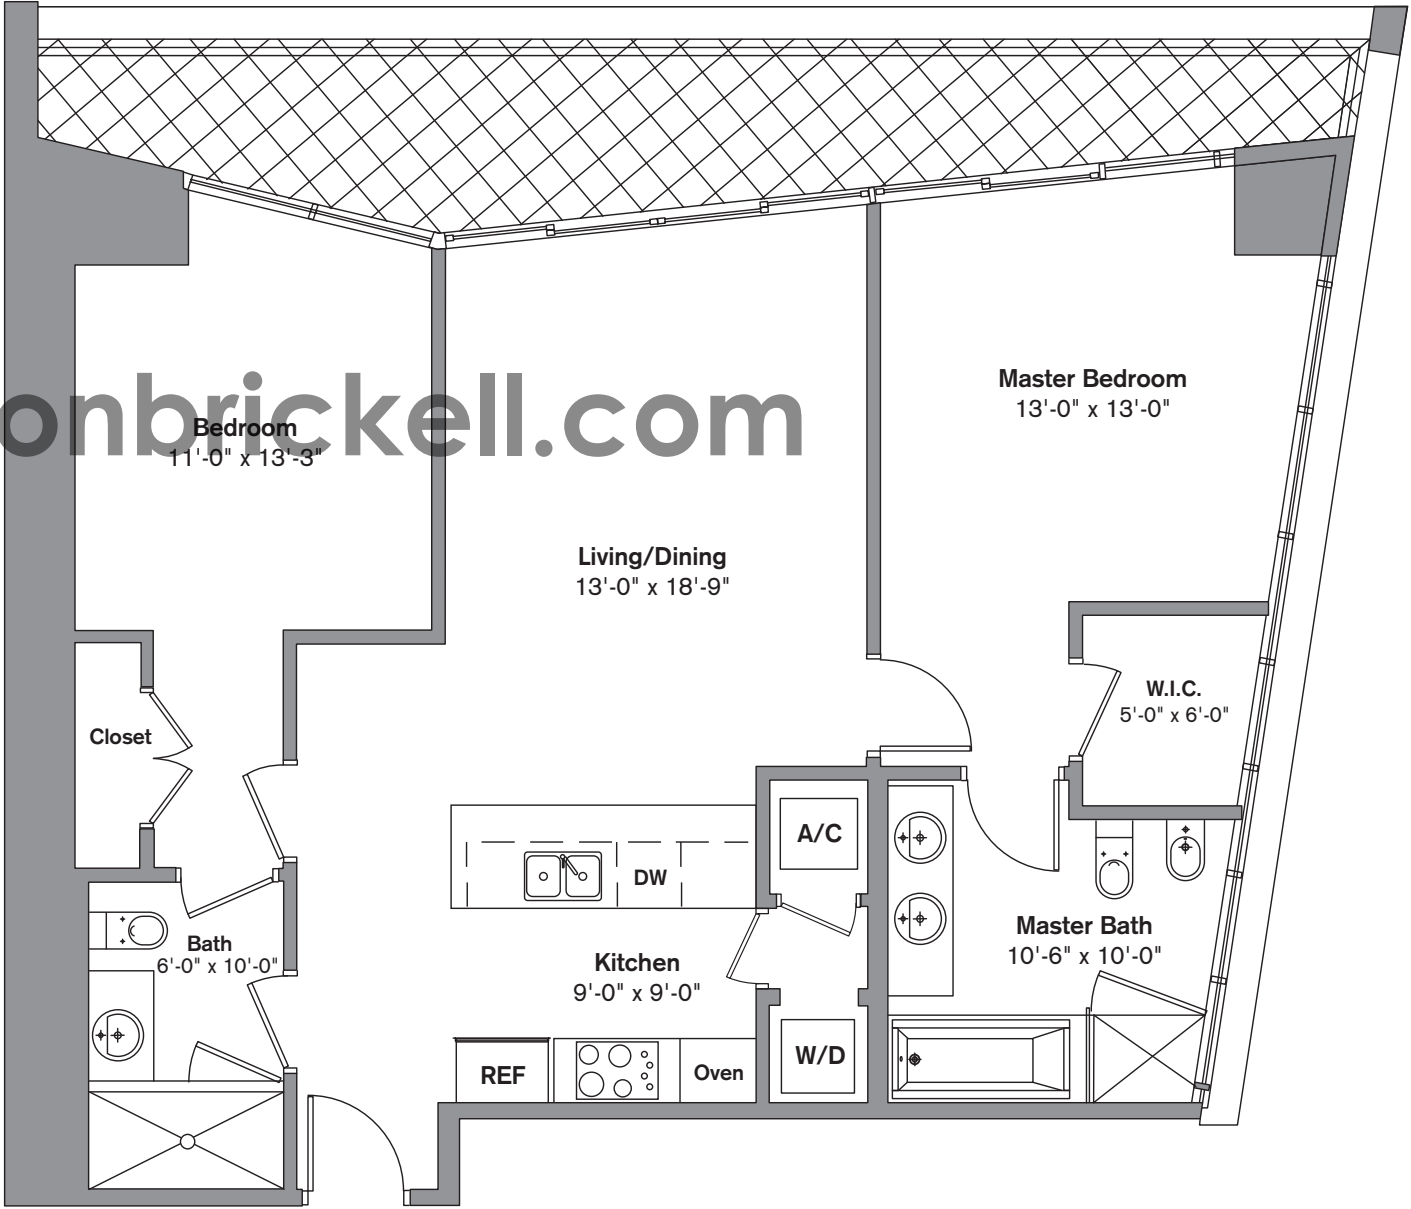 Master Bedroom
13'-0" x 13'-0"
onbrickell.com
Bedroom
11'-0" x 13'-3"
Living/Dining
13'-0" x 18'-9"
W.I.C.
5'-0" x 6'-0"
Closet
A/C
DW
Master Bath
10'-6" x 10'-0"
Bath
6'-0" x 10'-0"
Kitchen
9'-0" x 9'-0"
W/D
REF
Oven